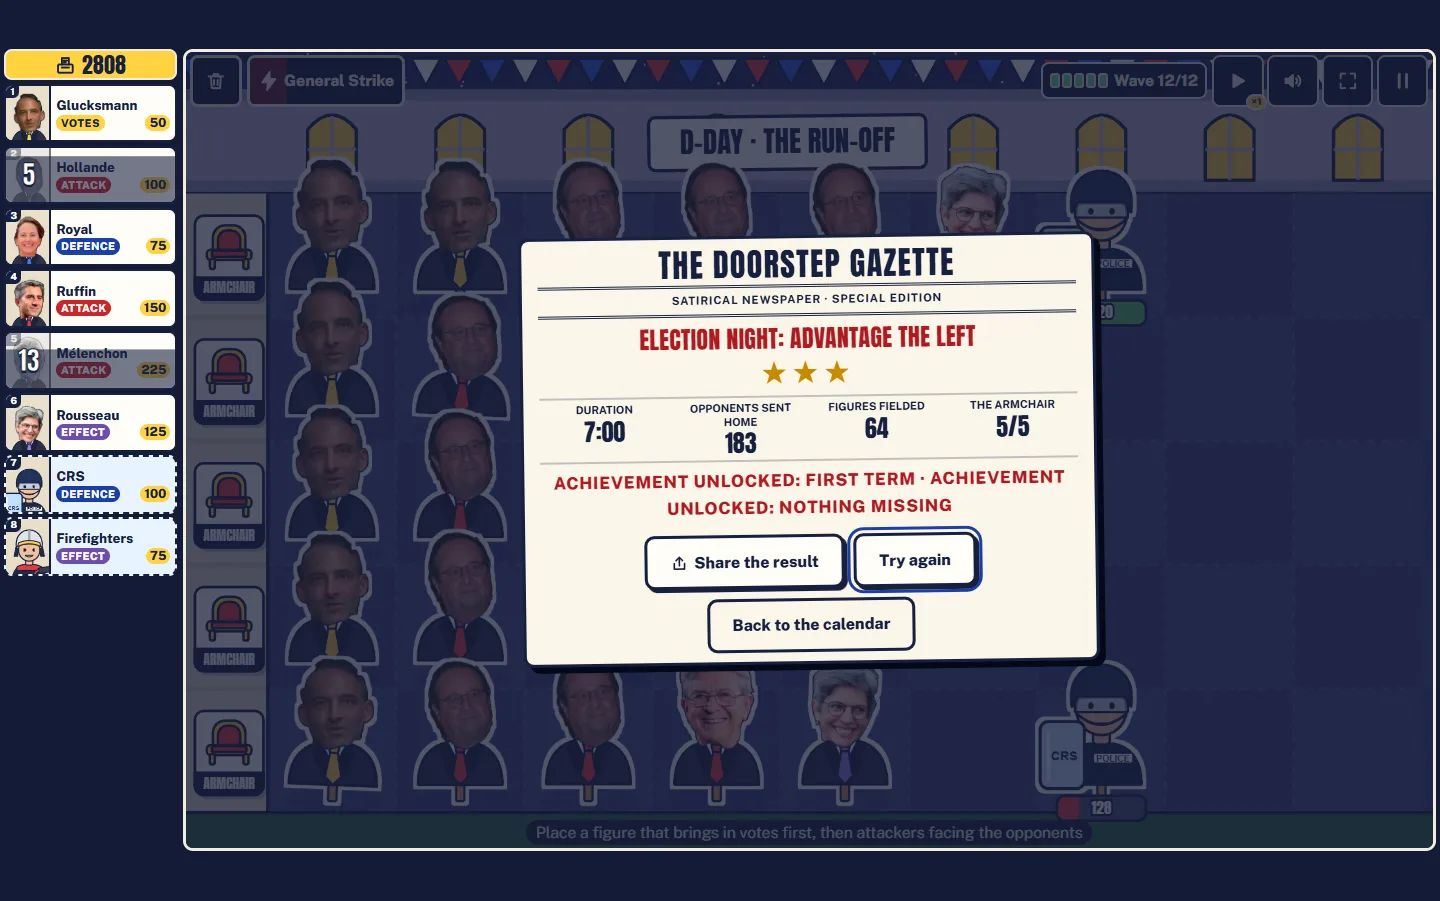 2808
1
Glucksmann
VOTES 50
2
5
Hollande
ATTACK 100
3
Royal
DEFENCE 75
4
Ruffin
ATTACK 150
5
13
Mélenchon
ATTACK 225
6
Rousseau
EFFECT 125
7
CRS
DEFENCE 100
CRS
8
Firefighters
EFFECT 75
General Strike
Wave 12/12
×1
D-DAY · THE RUN-OFF
ARMCHAIR
ARMCHAIR
ARMCHAIR
ARMCHAIR
ARMCHAIR
THE DOORSTEP GAZETTE
SATIRICAL NEWSPAPER · SPECIAL EDITION
ELECTION NIGHT: ADVANTAGE THE LEFT
DURATION
7:00
OPPONENTS SENT
HOME
183
FIGURES FIELDED
64
THE ARMCHAIR
5/5
ACHIEVEMENT UNLOCKED: FIRST TERM · ACHIEVEMENT
UNLOCKED: NOTHING MISSING
Share the result
Try again
Back to the calendar
CRS
POLICE
128
Place a figure that brings in votes first, then attackers facing the opponents